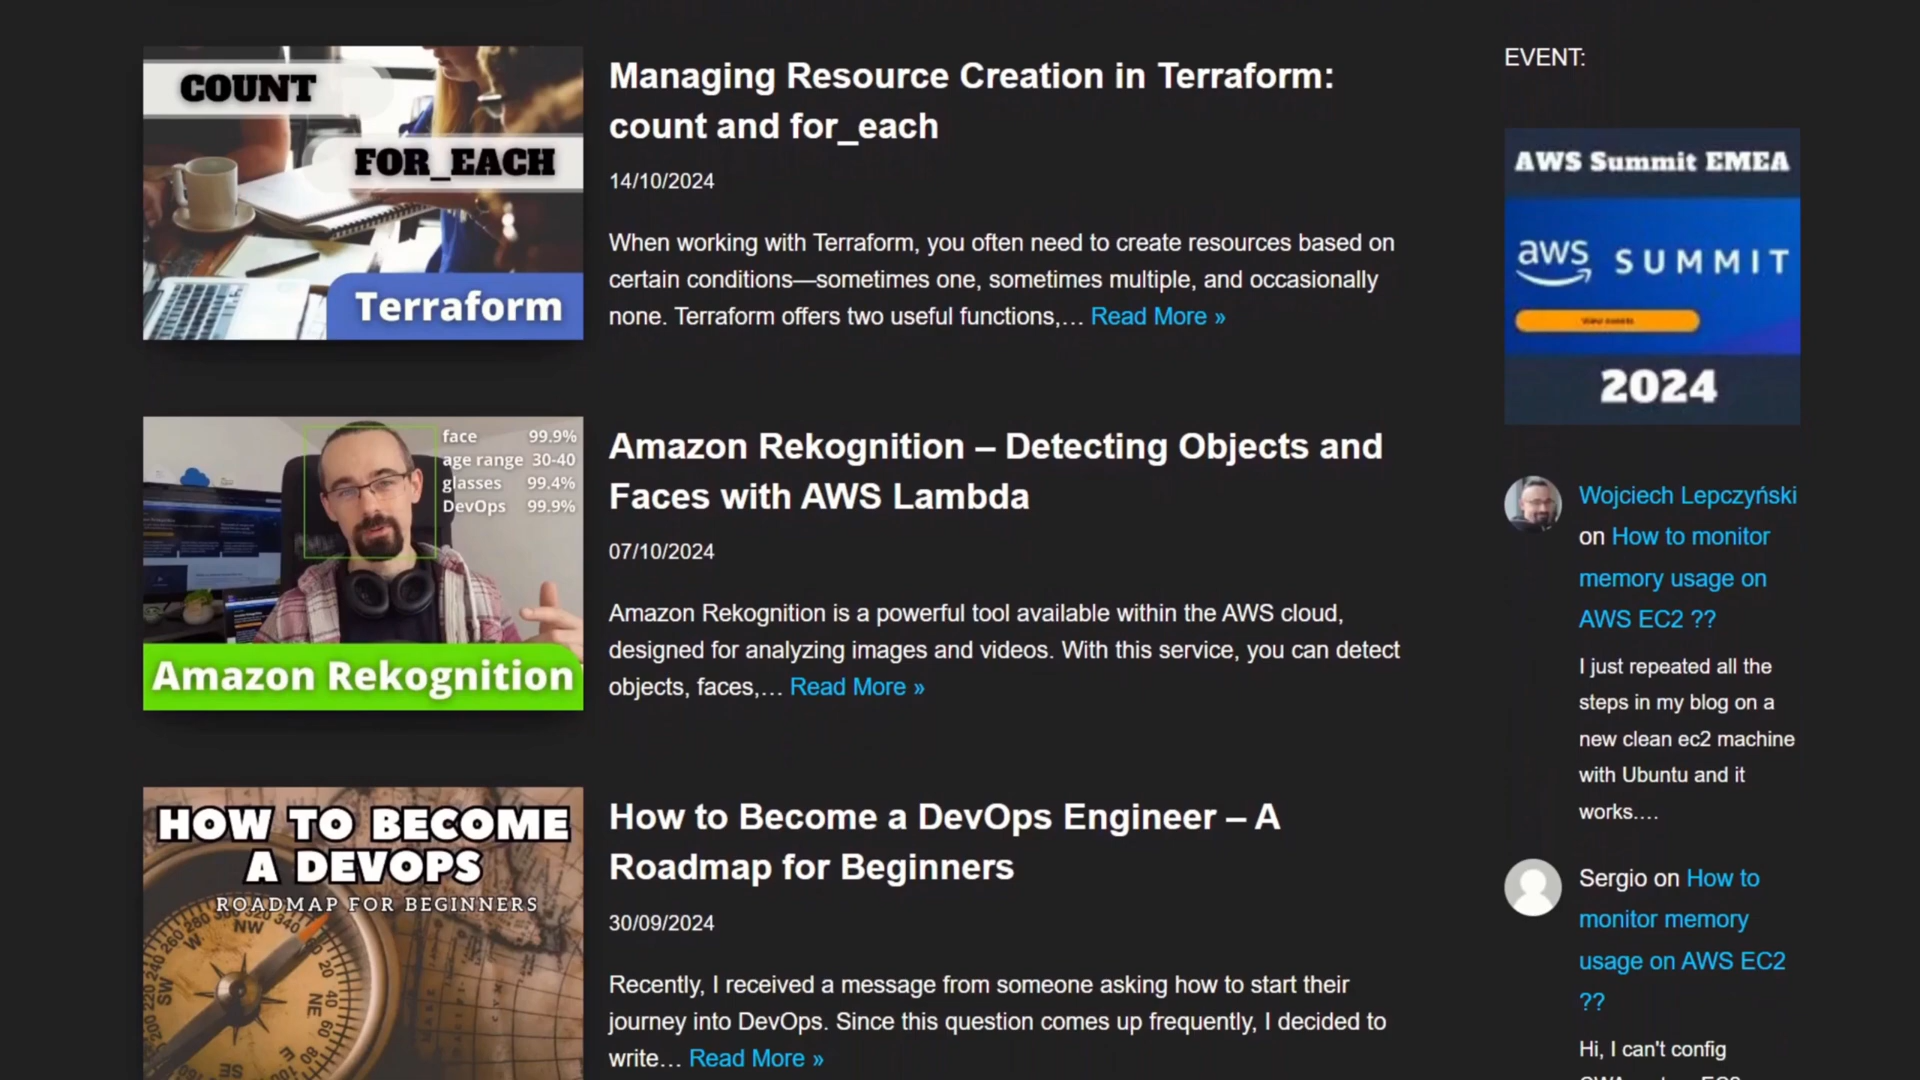 COUNT
FOR_EACH
Terraform
Managing Resource Creation in Terraform:
count and for_each
14/10/2024
When working with Terraform, you often need to create resources based on
certain conditions—sometimes one, sometimes multiple, and occasionally
none. Terraform offers two useful functions,… Read More »
face 99.9%
age range 30-40
glasses 99.4%
DevOps 99.9%
Amazon Rekognition
Amazon Rekognition – Detecting Objects and
Faces with AWS Lambda
07/10/2024
Amazon Rekognition is a powerful tool available within the AWS cloud,
designed for analyzing images and videos. With this service, you can detect
objects, faces,… Read More »
HOW TO BECOME
A DEVOPS
ROADMAP FOR BEGINNERS
NW
W
SW
NE
E
SE
How to Become a DevOps Engineer – A
Roadmap for Beginners
30/09/2024
Recently, I received a message from someone asking how to start their
journey into DevOps. Since this question comes up frequently, I decided to
write… Read More »
EVENT:
AWS Summit EMEA
aws SUMMIT
View events
2024
Wojciech Lepczyński
on How to monitor
memory usage on
AWS EC2 ??
I just repeated all the
steps in my blog on a
new clean ec2 machine
with Ubuntu and it
works….
Sergio on How to
monitor memory
usage on AWS EC2
??
Hi, I can't config